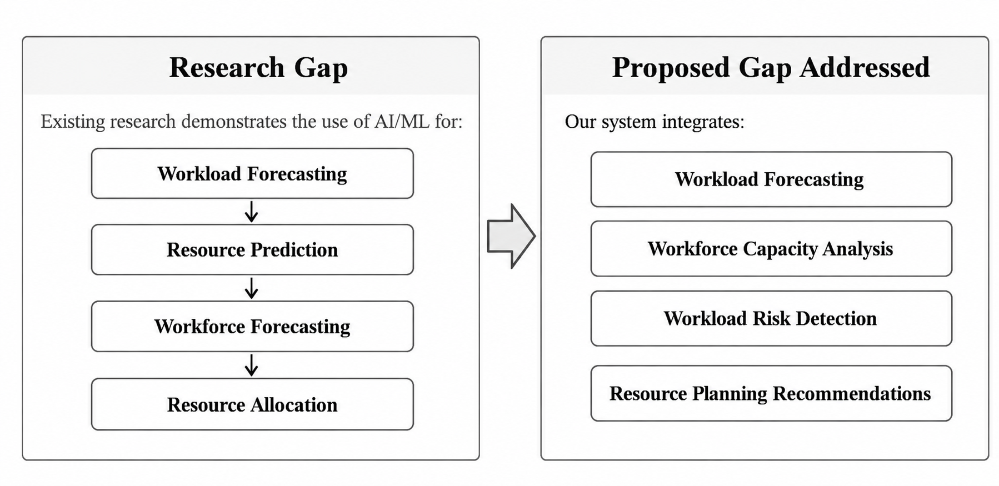 Research Gap
Existing research demonstrates the use of AI/ML for:
Workload Forecasting
Resource Prediction
Workforce Forecasting
Resource Allocation
Proposed Gap Addressed
Our system integrates:
Workload Forecasting
Workforce Capacity Analysis
Workload Risk Detection
Resource Planning Recommendations